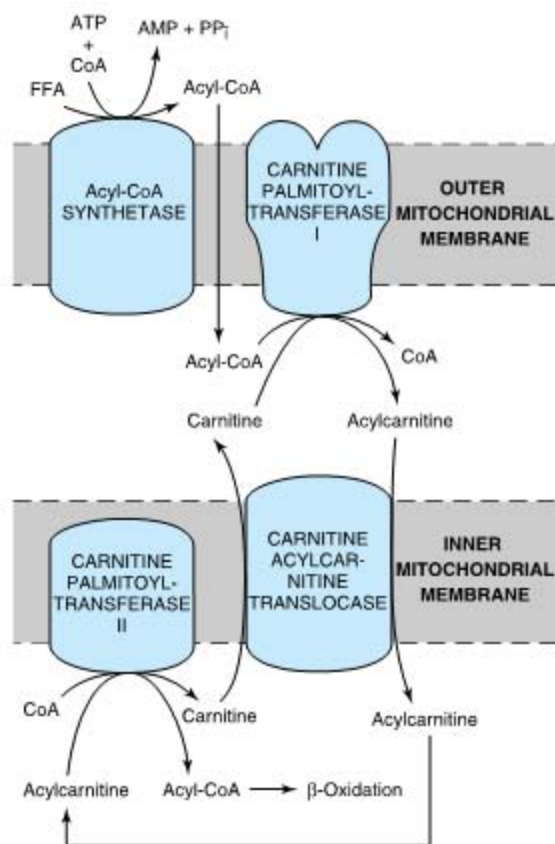 ATP
+
CoA
AMP + PPi
FFA
Acyl-CoA
Acyl-CoA
SYNTHETASE
CARNITINE
PALMITOYL-
TRANSFERASE
I
OUTER
MITOCHONDRIAL
MEMBRANE
Acyl-CoA
CoA
Carnitine
Acylcarnitine
CARNITINE
PALMITOYL-
TRANSFERASE
II
CARNITINE
ACYLCAR-
NITINE
TRANSLOCASE
INNER
MITOCHONDRIAL
MEMBRANE
CoA
Carnitine
Acylcarnitine
Acylcarnitine
Acyl-CoA
β-Oxidation